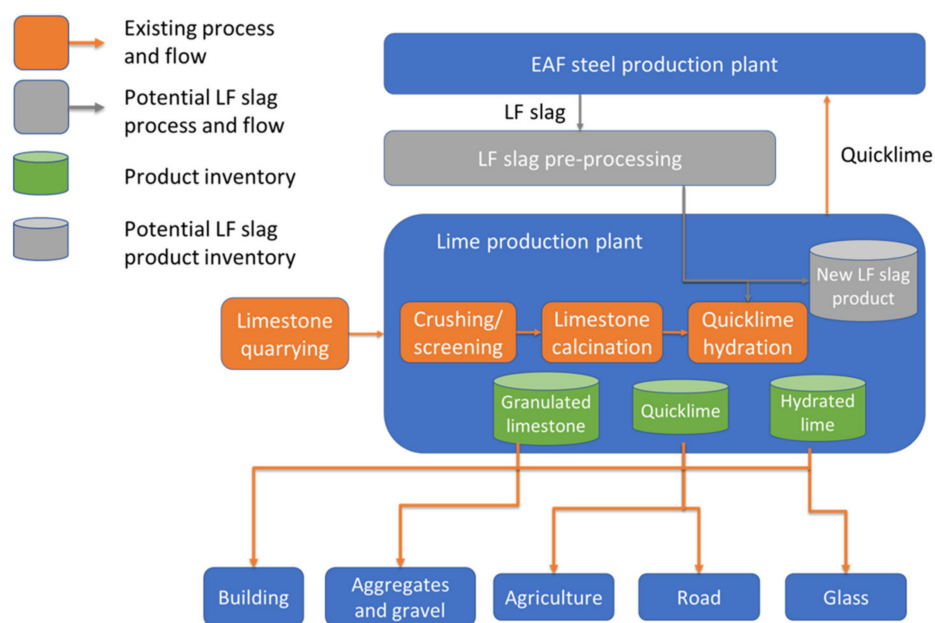 Existing process
and flow
Potential LF slag
process and flow
Product inventory
Potential LF slag
product inventory
EAF steel production plant
LF slag
LF slag pre-processing
Quicklime
Lime production plant
New LF slag
product
Limestone
quarrying
Crushing/
screening
Limestone
calcination
Quicklime
hydration
Granulated
limestone
Quicklime
Hydrated
lime
Building
Aggregates
and gravel
Agriculture
Road
Glass